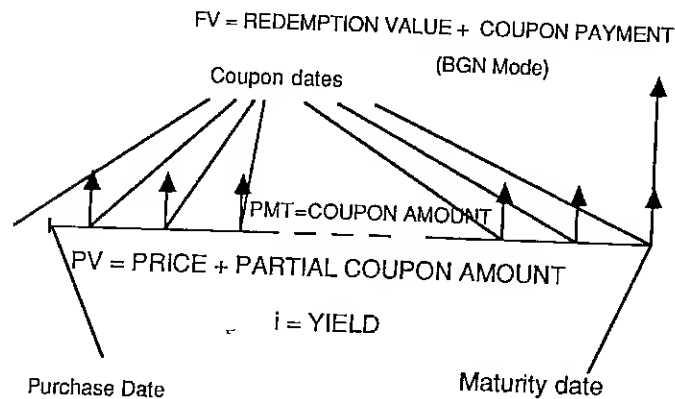 FV = REDEMPTION VALUE + COUPON PAYMENT
(BGN Mode)
Coupon dates
PMT=COUPON AMOUNT
PV = PRICE + PARTIAL COUPON AMOUNT
i = YIELD
Purchase Date
Maturity date